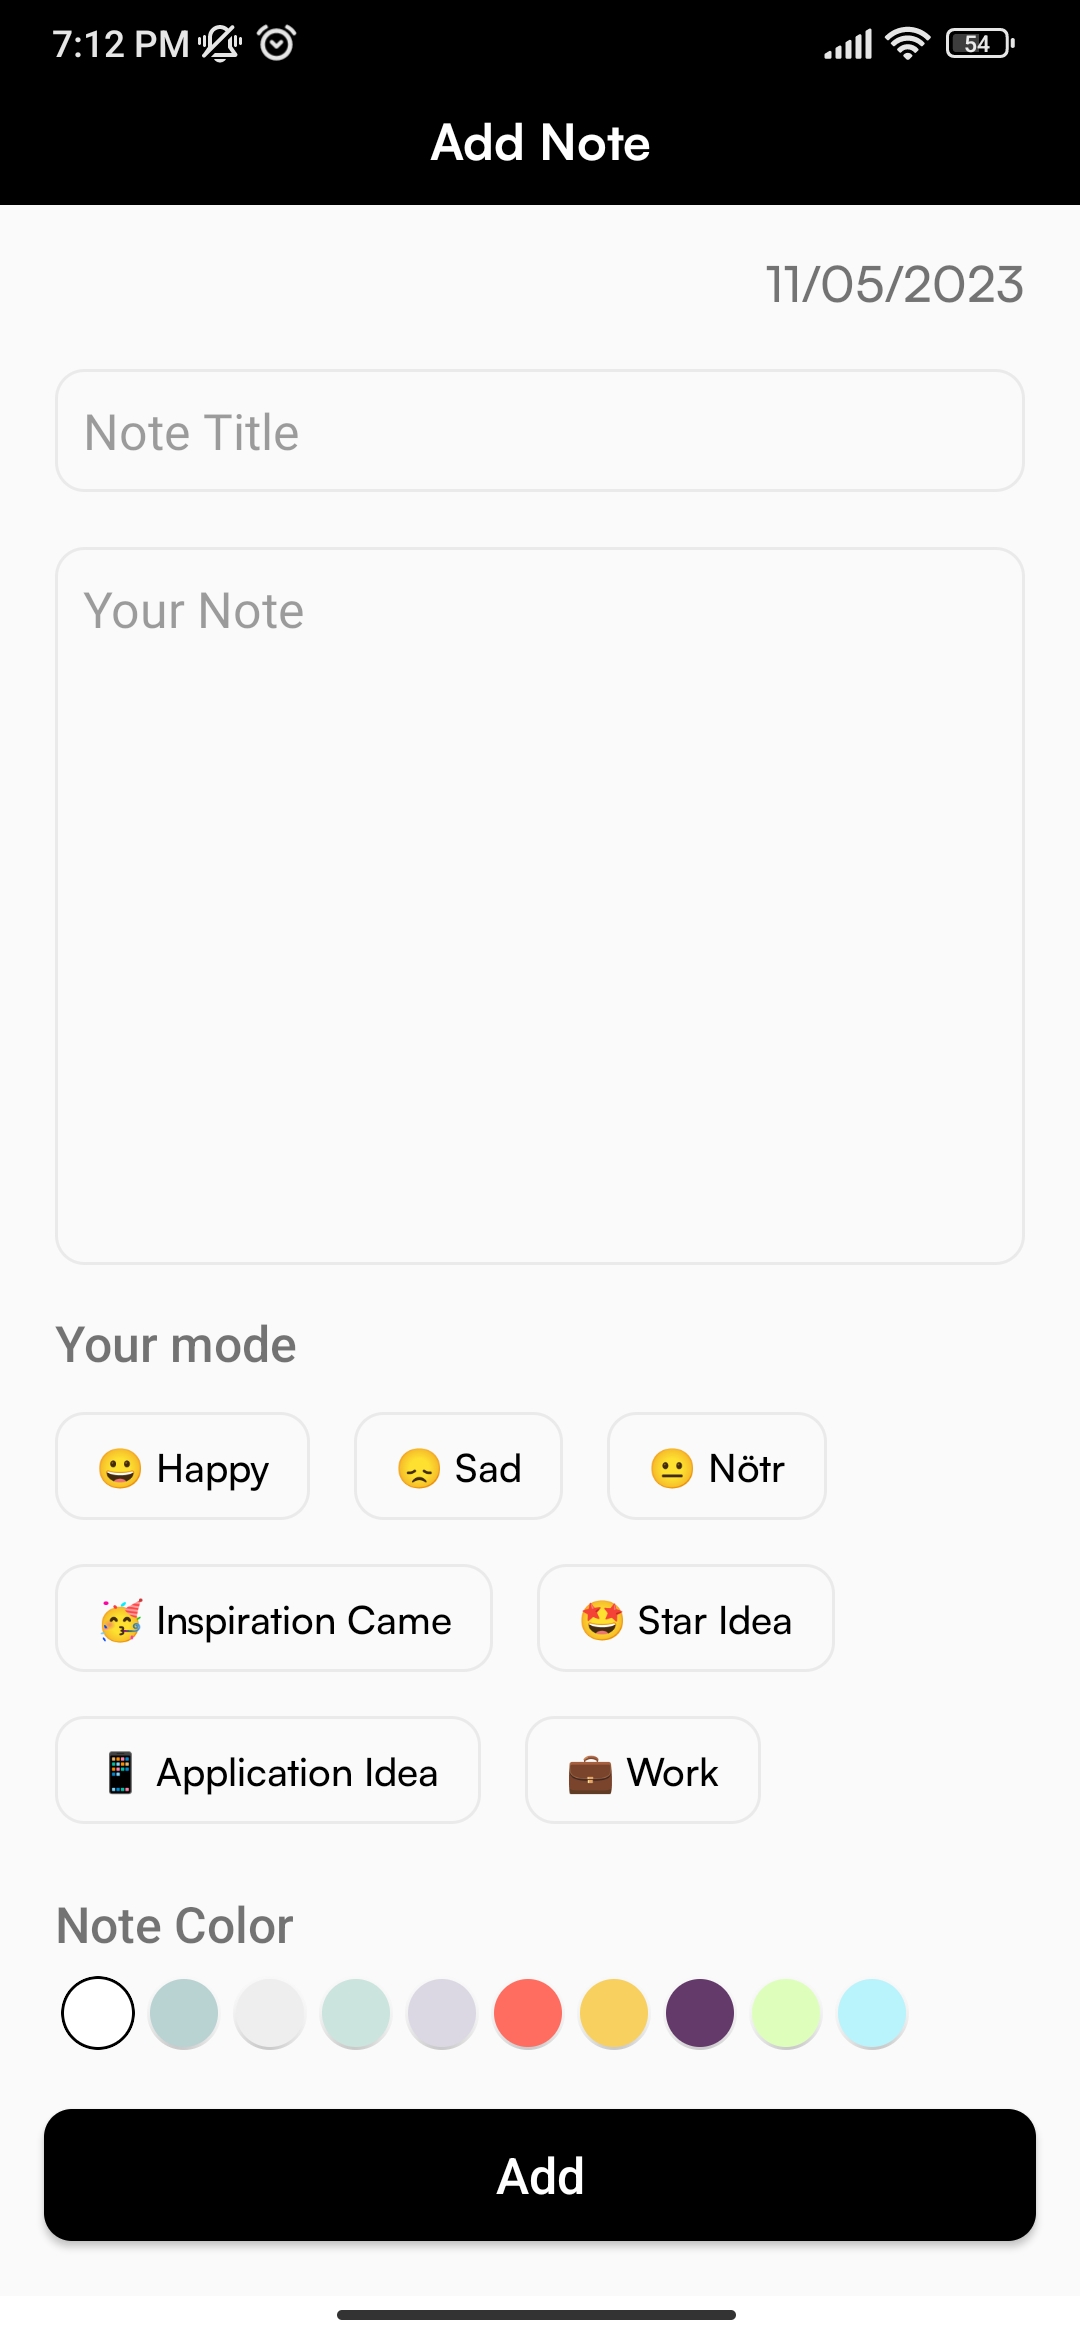 7:12 PM 54
Add Note
11/05/2023
Note Title
Your Note
Your mode
😀 Happy 😞 Sad 😐 Nötr
🥳 Inspiration Came 🤩 Star Idea
📱 Application Idea 💼 Work
Note Color
Add